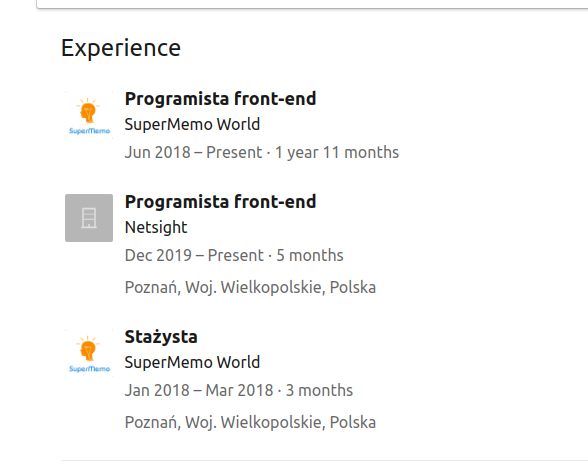 Experience
Programista front-end
SuperMemo World
SuperMemo
Jun 2018 – Present · 1 year 11 months
Programista front-end
Netsight
Dec 2019 – Present · 5 months
Poznań, Woj. Wielkopolskie, Polska
Stażysta
SuperMemo World
SuperMemo
Jan 2018 – Mar 2018 · 3 months
Poznań, Woj. Wielkopolskie, Polska